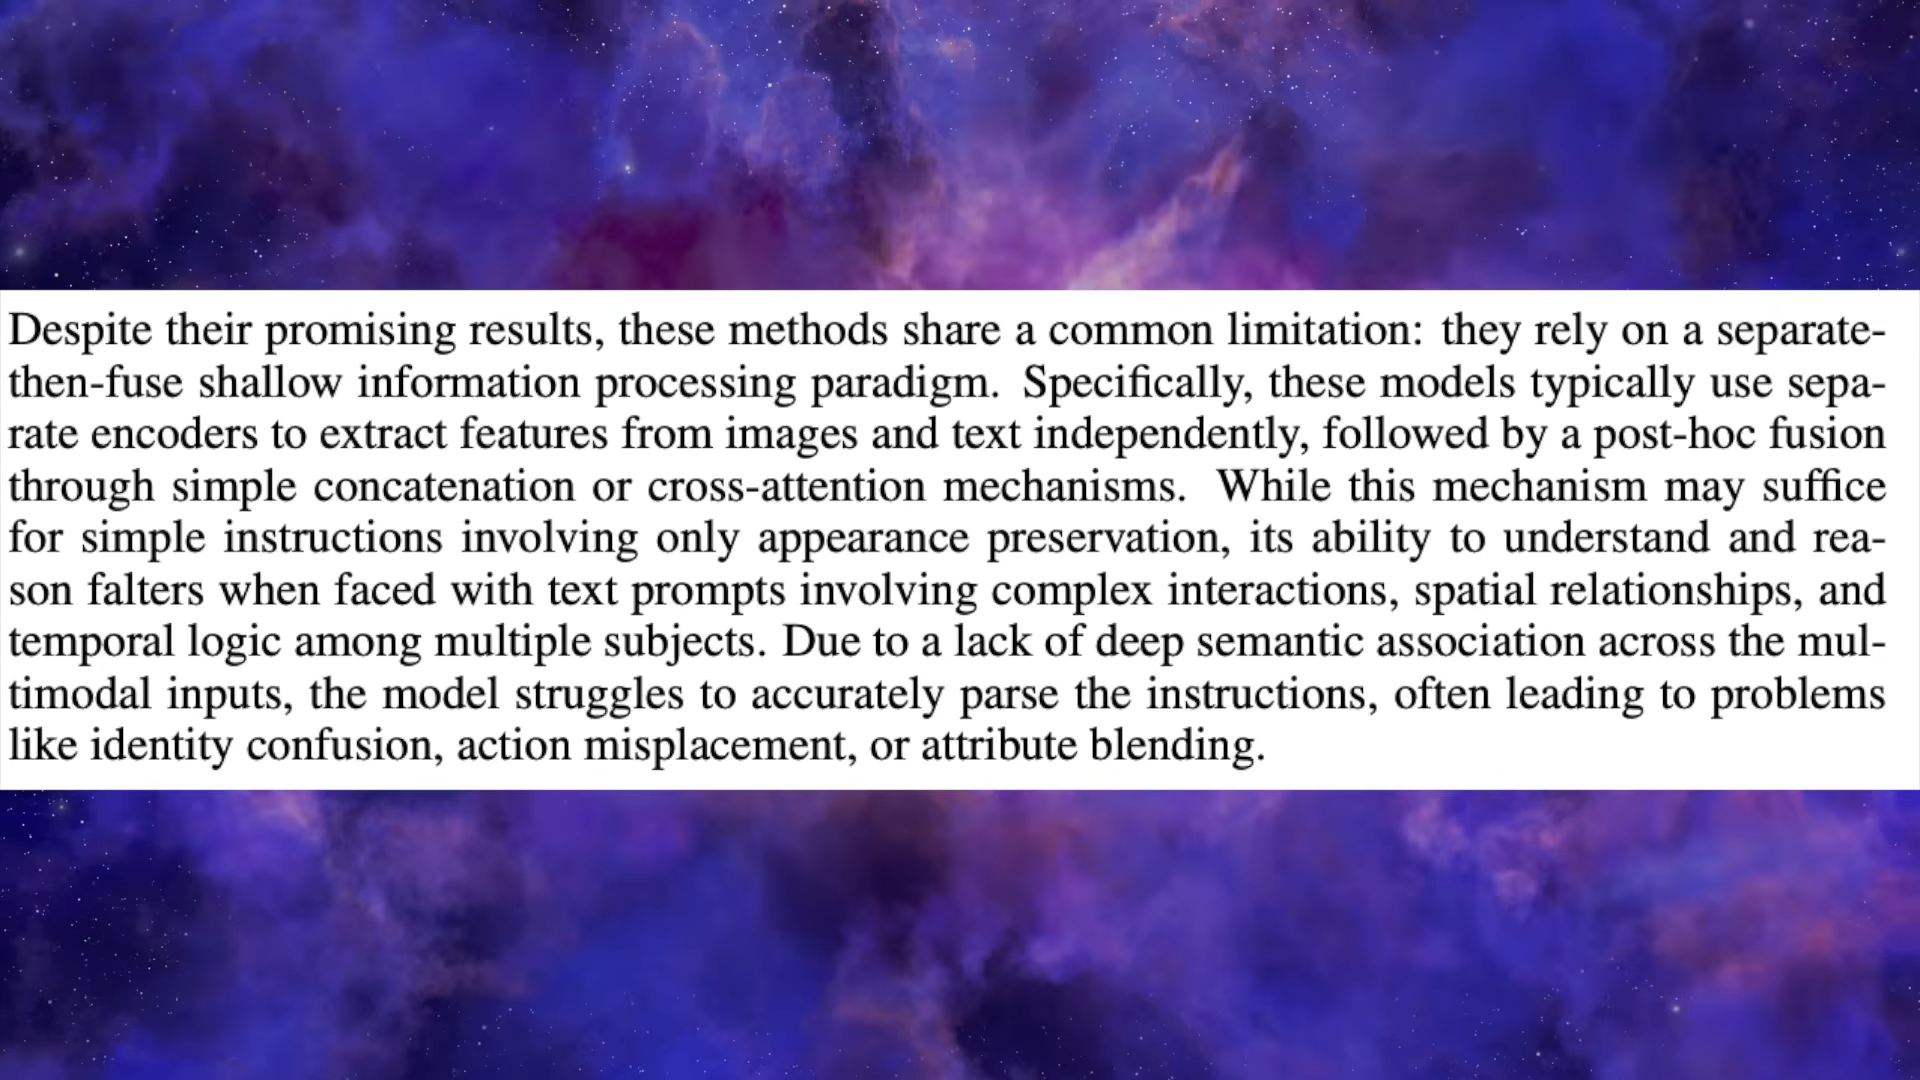 Despite their promising results, these methods share a common limitation: they rely on a separate-
then-fuse shallow information processing paradigm. Specifically, these models typically use sepa-
rate encoders to extract features from images and text independently, followed by a post-hoc fusion
through simple concatenation or cross-attention mechanisms. While this mechanism may suffice
for simple instructions involving only appearance preservation, its ability to understand and rea-
son falters when faced with text prompts involving complex interactions, spatial relationships, and
temporal logic among multiple subjects. Due to a lack of deep semantic association across the mul-
timodal inputs, the model struggles to accurately parse the instructions, often leading to problems
like identity confusion, action misplacement, or attribute blending.